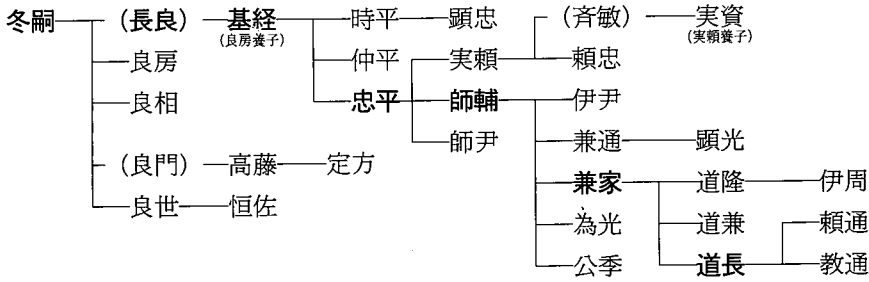 冬嗣 (長良) 基経 時平 顕忠 (斉敏) 実資
(良房養子) (実頼養子)
良房 仲平 実頼 頼忠
良相 忠平 師輔 伊尹
師尹 兼通 顕光
(良門) 高藤 定方
兼家 道隆 伊周
良世 恒佐
為光 道兼 頼通
公季 道長 教通